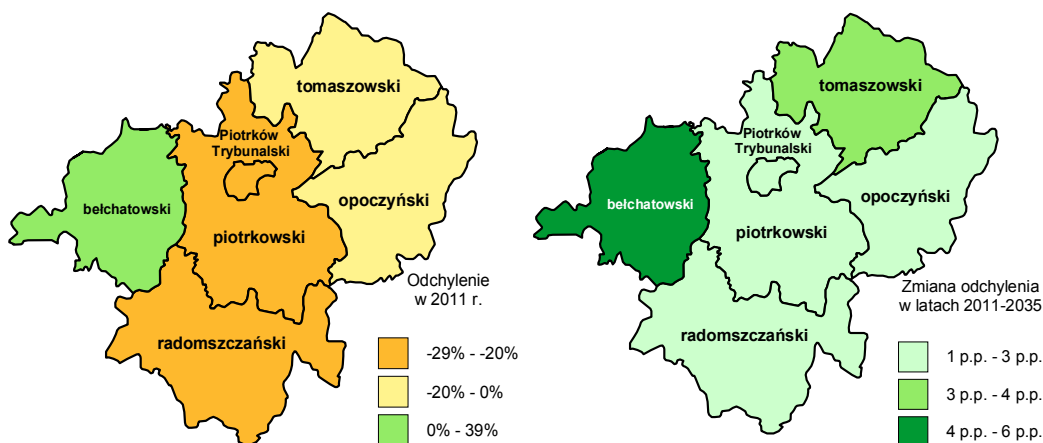 tomaszowski
Piotrków
Trybunalski
bełchatowski
opoczyński
piotrkowski
radomszczański
Odchylenie
w 2011 r.
-29% - -20%
-20% - 0%
0% - 39%
tomaszowski
Piotrków
Trybunalski
bełchatowski
opoczyński
piotrkowski
radomszczański
Zmiana odchylenia
w latach 2011-2035
1 p.p. - 3 p.p.
3 p.p. - 4 p.p.
4 p.p. - 6 p.p.